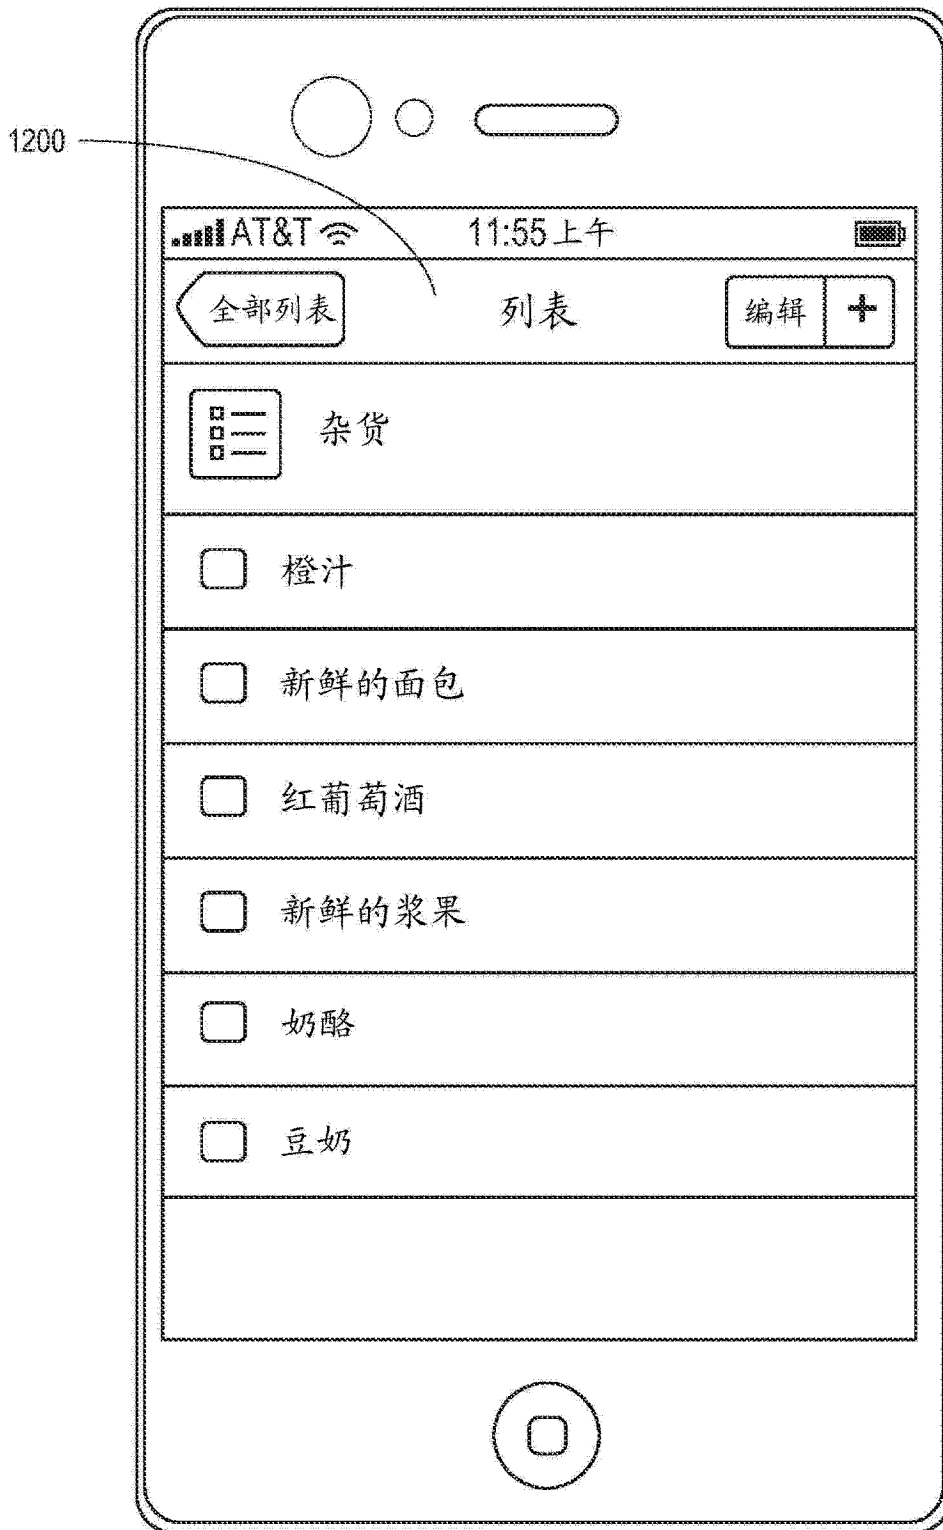 1200
AT&T 11:55 上午
全部列表 列表 编辑 +
杂货
橙汁
新鲜的面包
红葡萄酒
新鲜的浆果
奶酪
豆奶